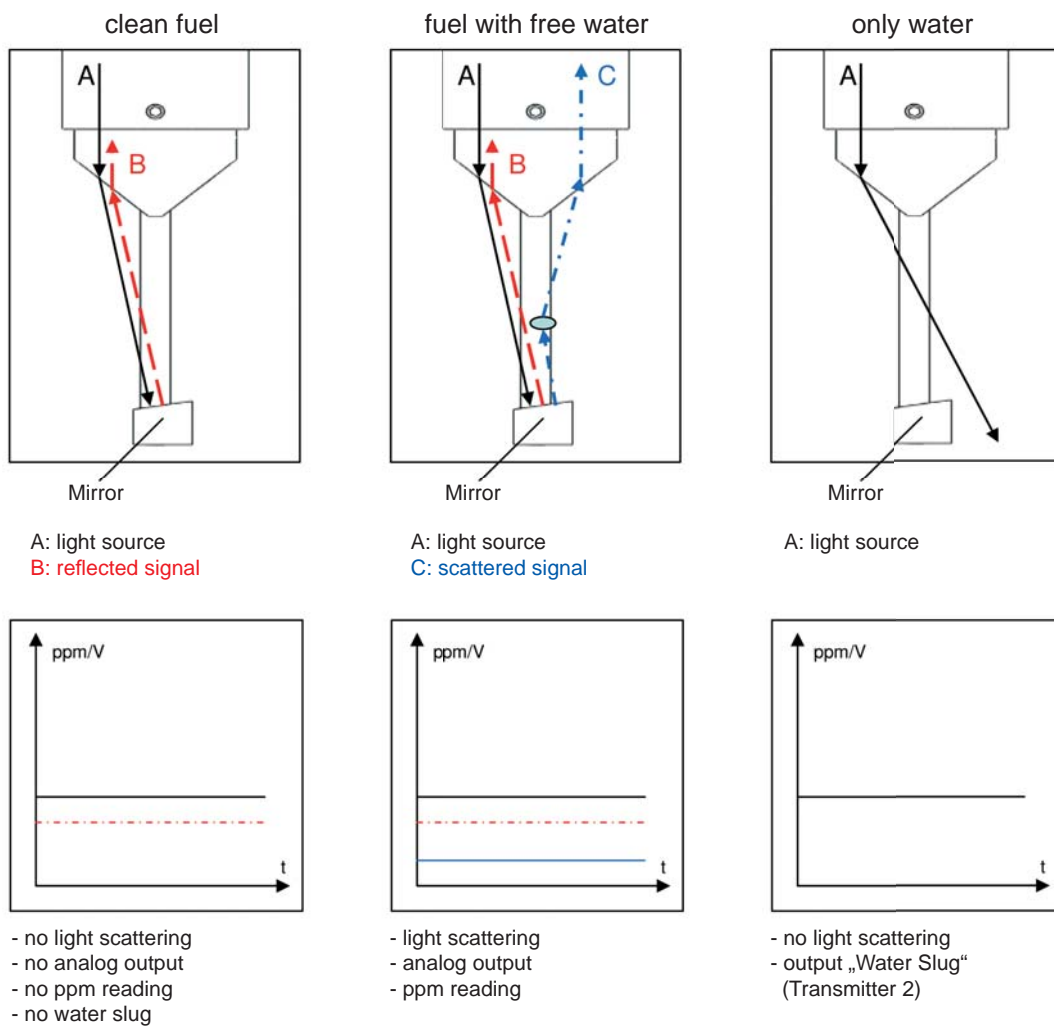 clean fuel
A
B
Mirror
A: light source
B: reflected signal
ppm/V
t
- no light scattering
- no analog output
- no ppm reading
- no water slug
fuel with free water
A
C
B
Mirror
A: light source
C: scattered signal
ppm/V
t
- light scattering
- analog output
- ppm reading
only water
A
Mirror
A: light source
ppm/V
t
- no light scattering
- output „Water Slug“
(Transmitter 2)